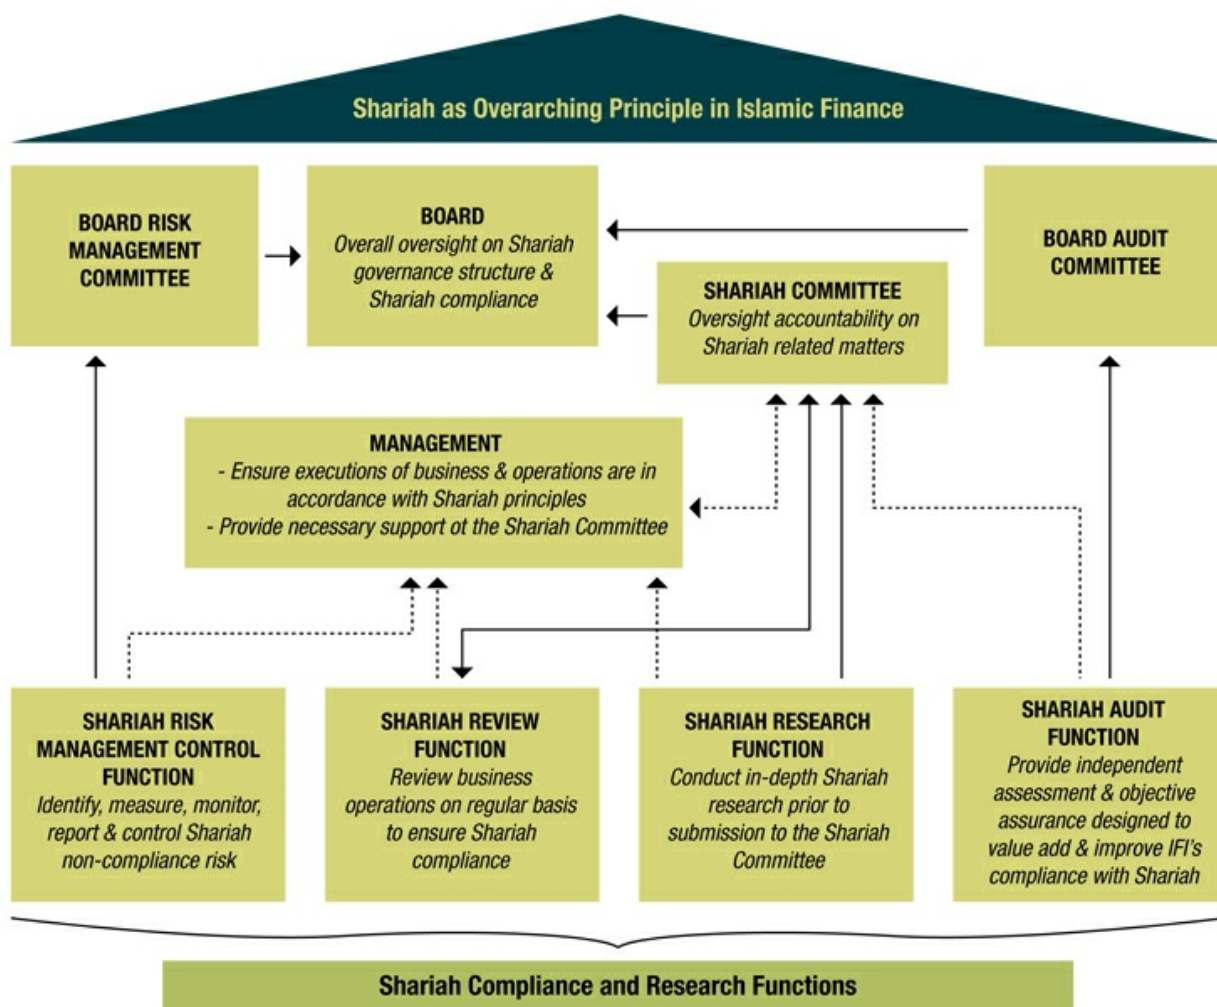 Shariah as Overarching Principle in Islamic Finance
BOARD RISK
MANAGEMENT
COMMITTEE
BOARD
Overall oversight on Shariah
governance structure &
Shariah compliance
BOARD AUDIT
COMMITTEE
SHARIAH COMMITTEE
Oversight accountability on
Shariah related matters
MANAGEMENT
- Ensure executions of business & operations are in
accordance with Shariah principles
- Provide necessary support ot the Shariah Committee
SHARIAH RISK
MANAGEMENT CONTROL
FUNCTION
Identify, measure, monitor,
report & control Shariah
non-compliance risk
SHARIAH REVIEW
FUNCTION
Review business
operations on regular basis
to ensure Shariah
compliance
SHARIAH RESEARCH
FUNCTION
Conduct in-depth Shariah
research prior to
submission to the Shariah
Committee
SHARIAH AUDIT
FUNCTION
Provide independent
assessment & objective
assurance designed to
value add & improve IFI's
compliance with Shariah
Shariah Compliance and Research Functions